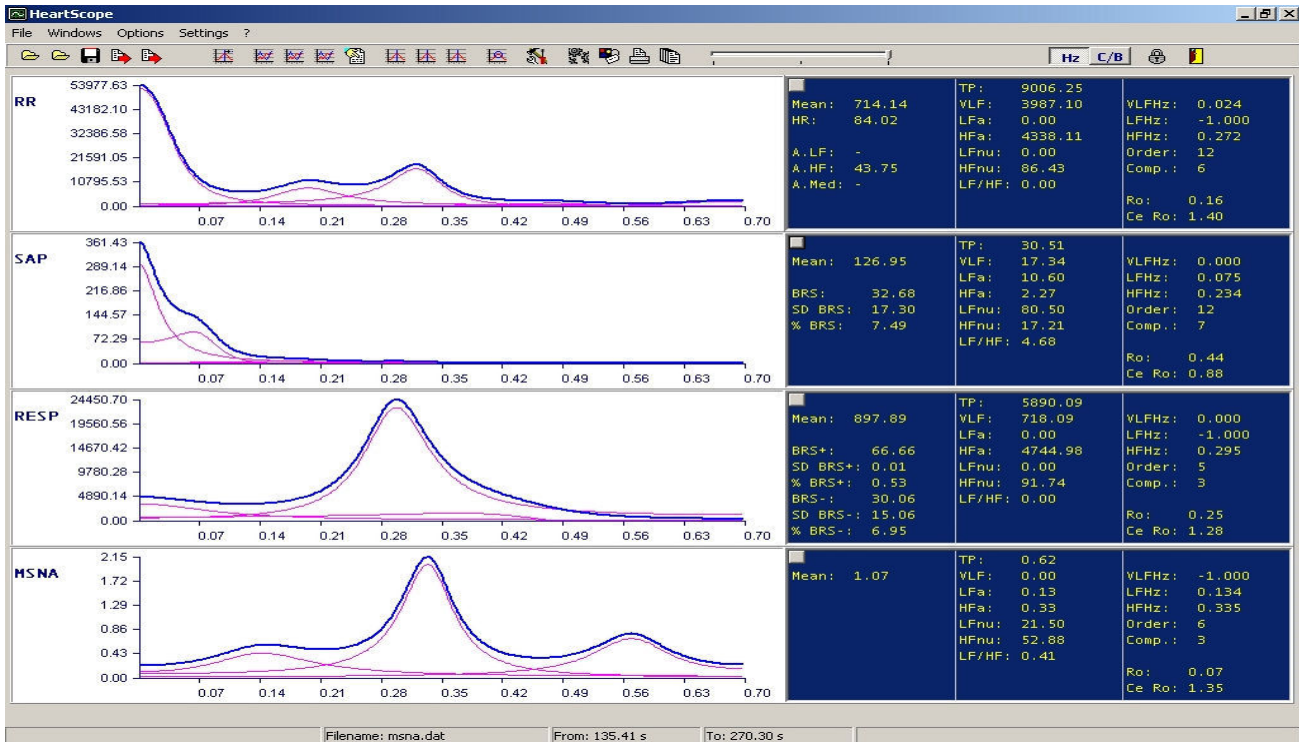 HeartScope
File Windows Options Settings ?
Hz C/B
RR
53977.63
43182.10
32386.58
21591.05
10795.53
0.00
0.07 0.14 0.21 0.28 0.35 0.42 0.49 0.56 0.63 0.70
Mean: 714.14
HR: 84.02
A.LF: -
A.HF: 43.75
A.Med: -
TP: 9006.25
VLF: 3987.10
LFa: 0.00
HFa: 4338.11
LFnu: 0.00
HFnu: 86.43
LF/HF: 0.00
VLFHz: 0.024
LFHz: -1.000
HFHz: 0.272
Order: 12
Comp.: 6
Ro: 0.16
Ce Ro: 1.40
SAP
361.43
289.14
216.86
144.57
72.29
0.00
0.07 0.14 0.21 0.28 0.35 0.42 0.49 0.56 0.63 0.70
Mean: 126.95
BRS: 32.68
SD BRS: 17.30
% BRS: 7.49
TP: 30.51
VLF: 17.34
LFa: 10.60
HFa: 2.27
LFnu: 80.50
HFnu: 17.21
LF/HF: 4.68
VLFHz: 0.000
LFHz: 0.075
HFHz: 0.234
Order: 12
Comp.: 7
Ro: 0.44
Ce Ro: 0.88
RESP
24450.70
19560.56
14670.42
9780.28
4890.14
0.00
0.07 0.14 0.21 0.28 0.35 0.42 0.49 0.56 0.63 0.70
Mean: 897.89
BRS+: 66.66
SD BRS+: 0.01
% BRS+: 0.53
BRS-: 30.06
SD BRS-: 15.06
% BRS-: 6.95
TP: 5890.09
VLF: 718.09
LFa: 0.00
HFa: 4744.98
LFnu: 0.00
HFnu: 91.74
LF/HF: 0.00
VLFHz: 0.000
LFHz: -1.000
HFHz: 0.295
Order: 5
Comp.: 3
Ro: 0.25
Ce Ro: 1.28
MSNA
2.15
1.72
1.29
0.86
0.43
0.00
0.07 0.14 0.21 0.28 0.35 0.42 0.49 0.56 0.63 0.70
Mean: 1.07
TP: 0.62
VLF: 0.00
LFa: 0.13
HFa: 0.33
LFnu: 21.50
HFnu: 52.88
LF/HF: 0.41
VLFHz: -1.000
LFHz: 0.134
HFHz: 0.335
Order: 6
Comp.: 3
Ro: 0.07
Ce Ro: 1.35
Filename: msna.dat From: 135.41 s To: 270.30 s